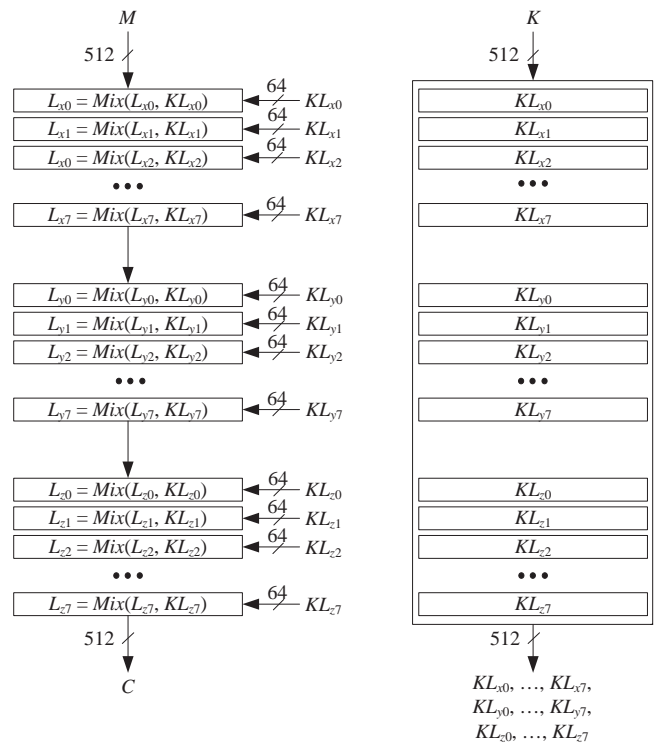 M
512
L_x0 = Mix(L_x0, KL_x0)
64
KL_x0
L_x1 = Mix(L_x1, KL_x1)
64
KL_x1
L_x0 = Mix(L_x2, KL_x2)
64
KL_x2
•••
L_x7 = Mix(L_x7, KL_x7)
64
KL_x7
L_y0 = Mix(L_y0, KL_y0)
64
KL_y0
L_y1 = Mix(L_y1, KL_y1)
64
KL_y1
L_y2 = Mix(L_y2, KL_y2)
64
KL_y2
•••
L_y7 = Mix(L_y7, KL_y7)
64
KL_y7
L_z0 = Mix(L_z0, KL_z0)
64
KL_z0
L_z1 = Mix(L_z1, KL_z1)
64
KL_z1
L_z2 = Mix(L_z2, KL_z2)
64
KL_z2
•••
L_z7 = Mix(L_z7, KL_z7)
64
KL_z7
512
C
K
512
KL_x0
KL_x1
KL_x2
•••
KL_x7
KL_y0
KL_y1
KL_y2
•••
KL_y7
KL_z0
KL_z1
KL_z2
•••
KL_z7
512
KL_x0, …, KL_x7,
KL_y0, …, KL_y7,
KL_z0, …, KL_z7